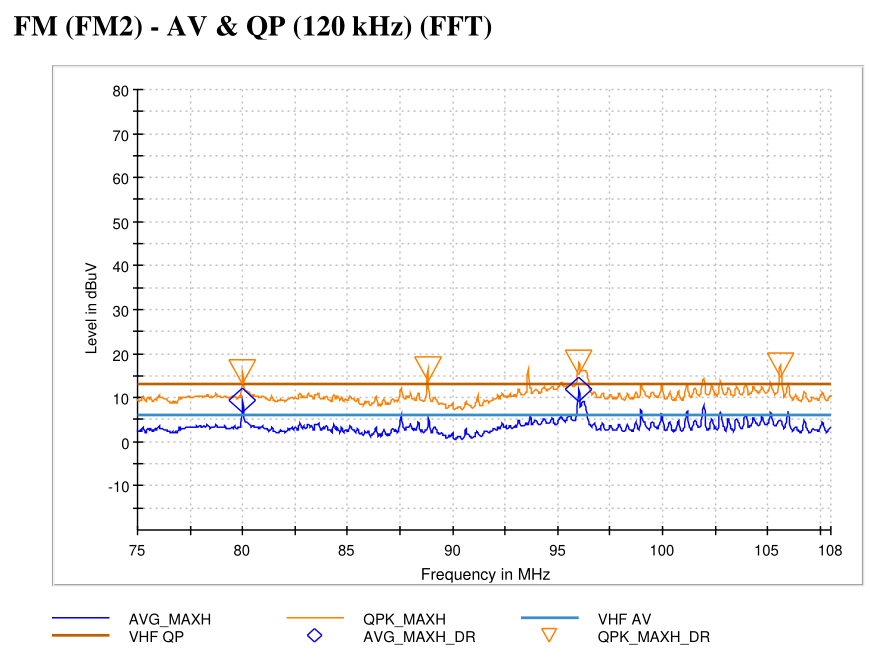 FM (FM2) - AV & QP (120 kHz) (FFT)
80
70
60
50
40
30
20
10
0
-10
Level in dBuV
75 80 85 90 95 100 105 108
Frequency in MHz
AVG_MAXH QPK_MAXH VHF AV
VHF QP AVG_MAXH_DR QPK_MAXH_DR